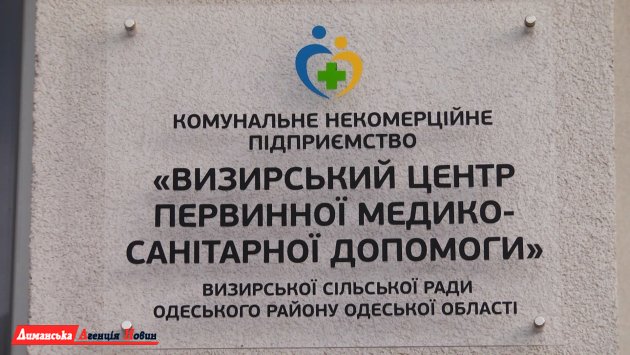 КОМУНАЛЬНЕ НЕКОМЕРЦІЙНЕ
ПІДПРИЄМСТВО
«ВИЗИРСЬКИЙ ЦЕНТР
ПЕРВИННОЇ МЕДИКО-
САНІТАРНОЇ ДОПОМОГИ»
ВИЗИРСЬКОЇ СІЛЬСЬКОЇ РАДИ
ОДЕСЬКОГО РАЙОНУ ОДЕСЬКОЇ ОБЛАСТІ
Лиманська Агенція Новин